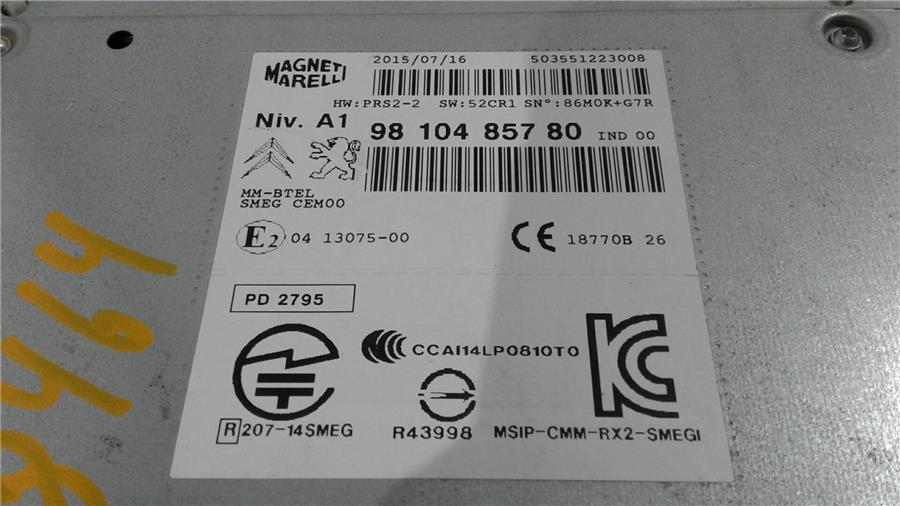 MAGNETI
MARELLI
2015/07/16 503551223008
HW:PRS2-2 SW:52CR1 SN°:86M0K+G7R
Niv. A1
98 104 857 80 IND 00
MM-BTEL
SMEG CEM00
E2 04 13075-00
CE 18770B 26
PD 2795
CCAI14LP0810T0
KC
R 207-14SMEG
R43998
MSIP-CMM-RX2-SMEGI